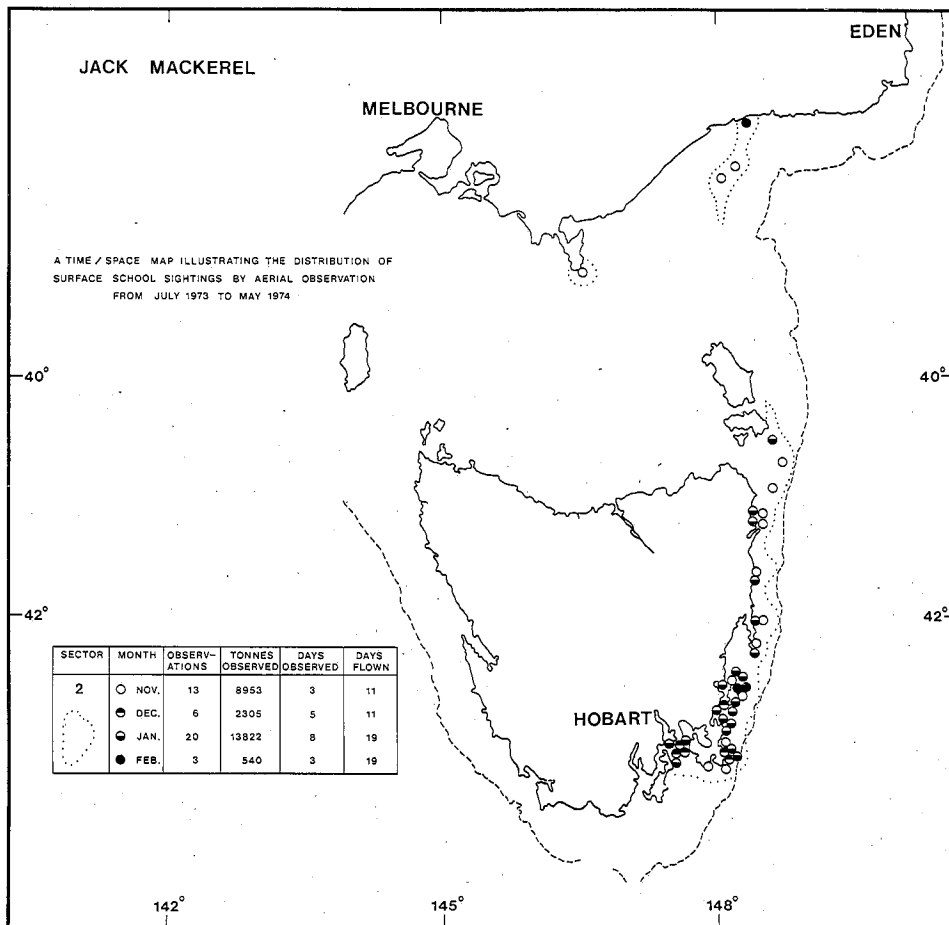 EDEN
JACK MACKEREL
MELBOURNE
A TIME / SPACE MAP ILLUSTRATING THE DISTRIBUTION OF
SURFACE SCHOOL SIGHTINGS BY AERIAL OBSERVATION
FROM JULY 1973 TO MAY 1974
40° 40°
42° 42°
SECTOR MONTH OBSERV- TONNES DAYS DAYS
ATIONS OBSERVED OBSERVED FLOWN
2 NOV. 13 8953 3 11
DEC. 6 2305 5 11
JAN. 20 13822 8 19
FEB. 3 540 3 19
HOBART
142° 145° 148°